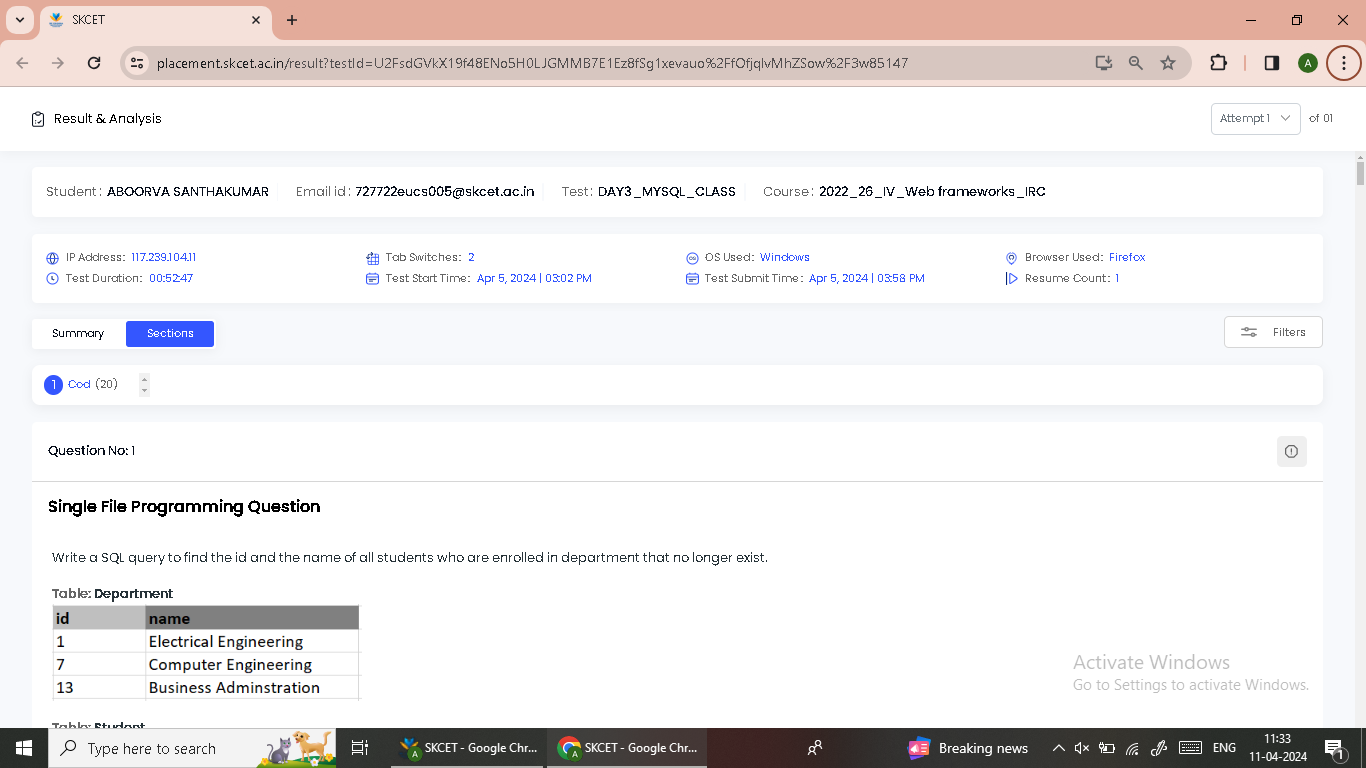 SKCET
placement.skcet.ac.in/result?testId=U2FsdGVkX19f48ENo5H0LJGMMB7E1Ez8fSg1xevauo%2FfOfjqlvMhZSow%2F3w85147
A
Result & Analysis
Attempt 1 of 01
Student : ABOORVA SANTHAKUMAR Email id : 727722eucs005@skcet.ac.in Test : DAY3_MYSQL_CLASS Course : 2022_26_IV_Web frameworks_IRC
IP Address: 117.239.104.11 Tab Switches: 2 OS Used: Windows Browser Used: Firefox
Test Duration: 00:52:47 Test Start Time: Apr 5, 2024 | 03:02 PM Test Submit Time: Apr 5, 2024 | 03:56 PM Resume Count: 1
Summary Sections Filters
1 Cod (20)
Question No: 1
Single File Programming Question
Write a SQL query to find the id and the name of all students who are enrolled in department that no longer exist.
Table: Department
id name
1 Electrical Engineering
7 Computer Engineering
13 Business Adminstration
Table: Student
Activate Windows
Go to Settings to activate Windows.
Type here to search
SKCET - Google Chr...
SKCET - Google Chr...
Breaking news
ENG
11:33
11-04-2024
1